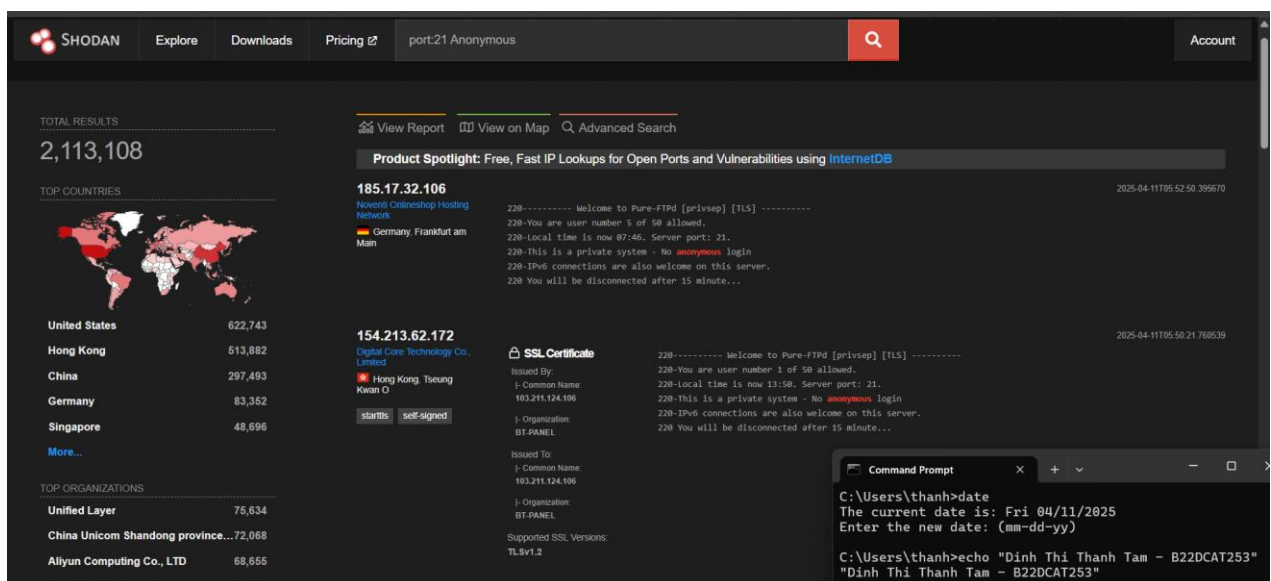 SHODAN Explore Downloads Pricing port:21 Anonymous Account
TOTAL RESULTS
2,113,108
TOP COUNTRIES
United States 622,743
Hong Kong 513,882
China 297,493
Germany 83,352
Singapore 48,696
More...
TOP ORGANIZATIONS
Unified Layer 75,634
China Unicom Shandong province... 72,068
Aliyun Computing Co., LTD 68,655
View Report View on Map Advanced Search
Product Spotlight: Free, Fast IP Lookups for Open Ports and Vulnerabilities using InternetDB
185.17.32.106
2025-04-11T05:52:50.395670
Noventi Onlineshop Hosting
Network
Germany, Frankfurt am
Main
220---------- Welcome to Pure-FTPd [privsep] [TLS] ----------
220-You are user number 5 of 50 allowed.
220-Local time is now 07:46. Server port: 21.
220-This is a private system - No anonymous login
220-IPv6 connections are also welcome on this server.
220 You will be disconnected after 15 minute...
154.213.62.172
2025-04-11T05:50:21.760539
Digital Core Technology Co.,
Limited
Hong Kong, Tseung
Kwan O
starttls self-signed
SSL Certificate
Issued By:
|- Common Name:
103.211.124.106
|- Organization:
BT-PANEL
Issued To:
|- Common Name:
103.211.124.106
|- Organization:
BT-PANEL
Supported SSL Versions:
TLSv1.2
220---------- Welcome to Pure-FTPd [privsep] [TLS] ----------
220-You are user number 1 of 50 allowed.
220-Local time is now 13:50. Server port: 21.
220-This is a private system - No anonymous login
220-IPv6 connections are also welcome on this server.
220 You will be disconnected after 15 minute...
Command Prompt
C:\Users\thanh>date
The current date is: Fri 04/11/2025
Enter the new date: (mm-dd-yy)
C:\Users\thanh>echo "Dinh Thi Thanh Tam - B22DCAT253"
"Dinh Thi Thanh Tam - B22DCAT253"